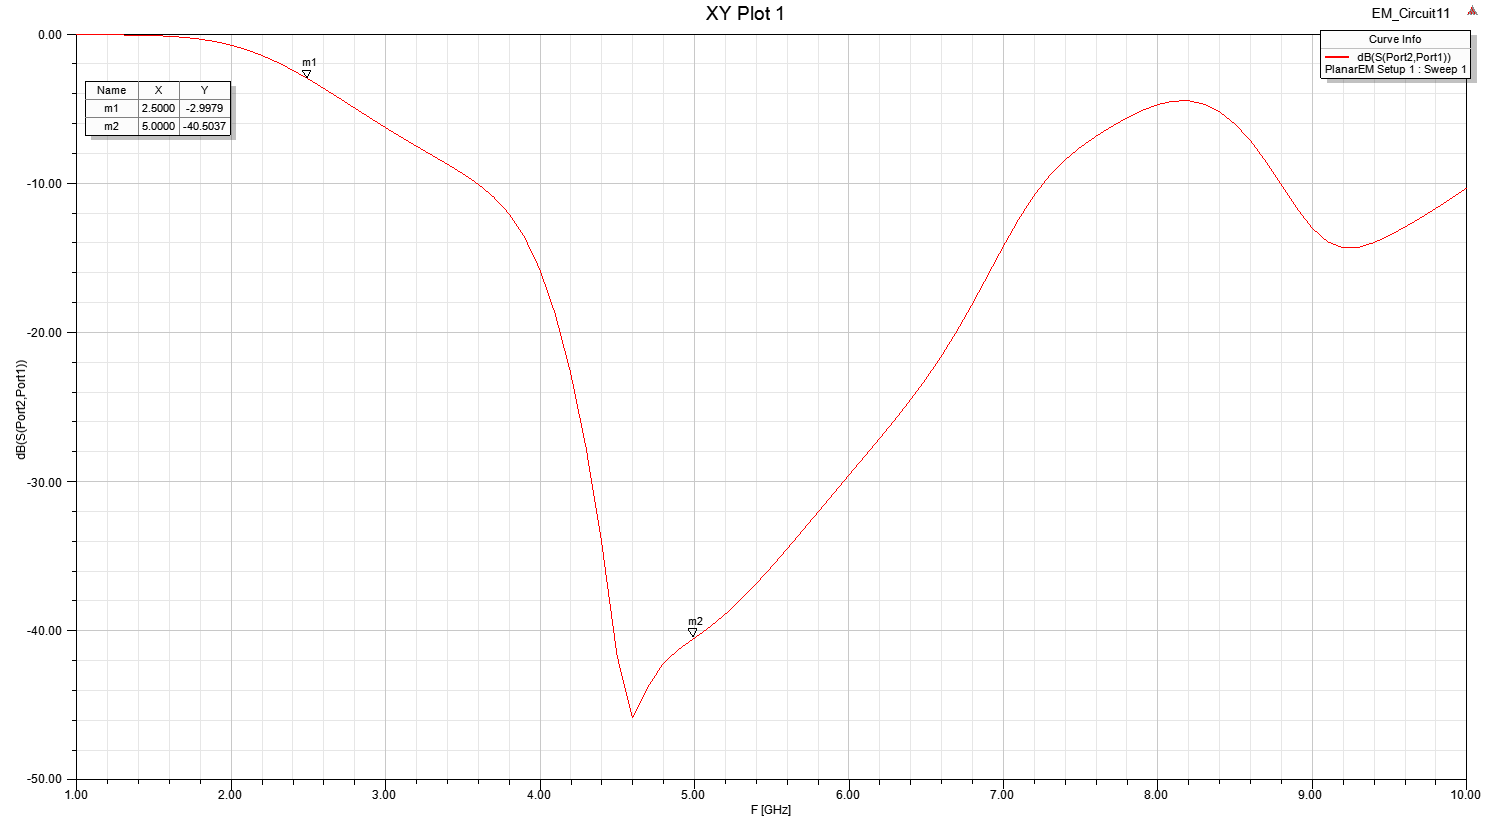 XY Plot 1
EM_Circuit11
Curve Info
dB(S(Port2,Port1))
PlanarEM Setup 1 : Sweep 1
Name X Y
m1 2.5000 -2.9979
m2 5.0000 -40.5037
m1
m2
0.00
-10.00
-20.00
-30.00
-40.00
-50.00
dB(S(Port2,Port1))
1.00 2.00 3.00 4.00 5.00 6.00 7.00 8.00 9.00 10.00
F [GHz]